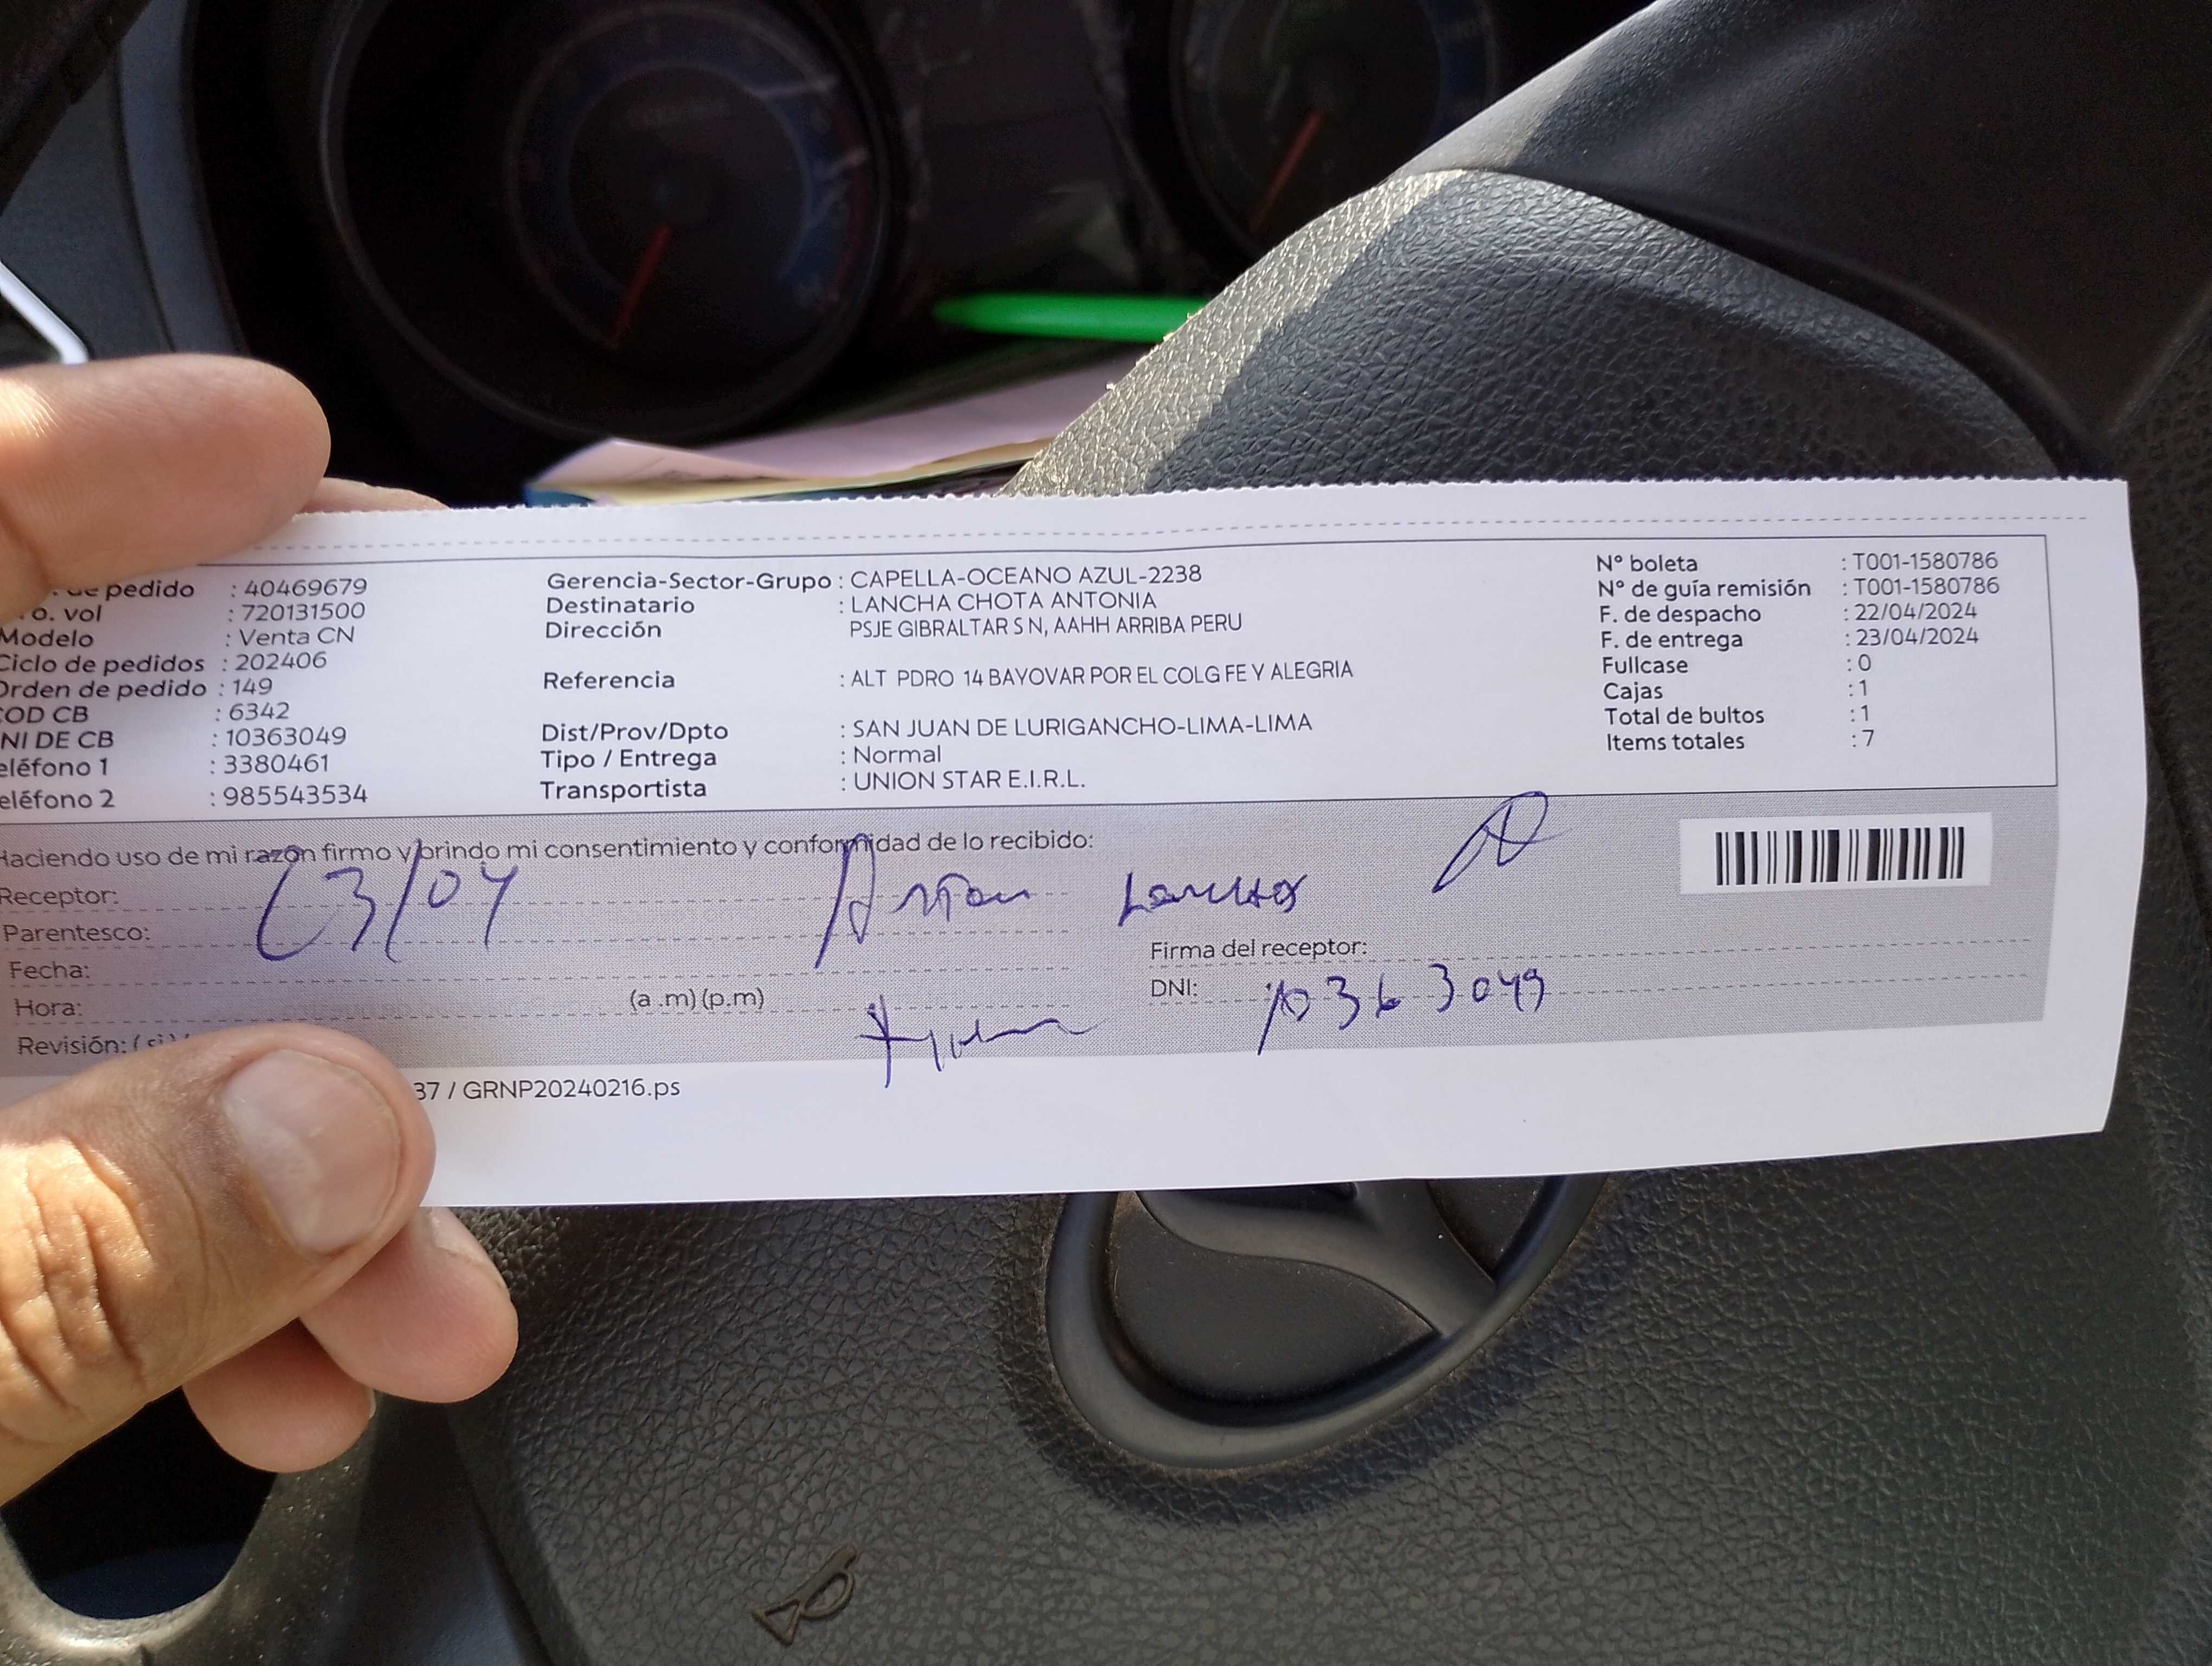 pedido : 40469679
o. vol : 720131500
Modelo : Venta CN
Ciclo de pedidos : 202406
Orden de pedido : 149
COD CB : 6342
NI DE CB : 10363049
eléfono 1 : 3380461
eléfono 2 : 985543534
Gerencia-Sector-Grupo : CAPELLA-OCEANO AZUL-2238
Destinatario : LANCHA CHOTA ANTONIA
Dirección PSJE GIBRALTAR S N, AAHH ARRIBA PERU
Referencia : ALT PDRO 14 BAYOVAR POR EL COLG FE Y ALEGRIA
Dist/Prov/Dpto : SAN JUAN DE LURIGANCHO-LIMA-LIMA
Tipo / Entrega : Normal
Transportista : UNION STAR E.I.R.L.
N° boleta : T001-1580786
N° de guía remisión : T001-1580786
F. de despacho : 22/04/2024
F. de entrega : 23/04/2024
Fullcase : 0
Cajas : 1
Total de bultos : 1
Items totales : 7
Haciendo uso de mi razón firmo y brindo mi consentimiento y conformidad de lo recibido:
Receptor:
Parentesco:
Fecha:
Hora: (a .m) (p.m)
Revisión: ( si )
Firma del receptor:
DNI: 10363049
37 / GRNP20240216.ps